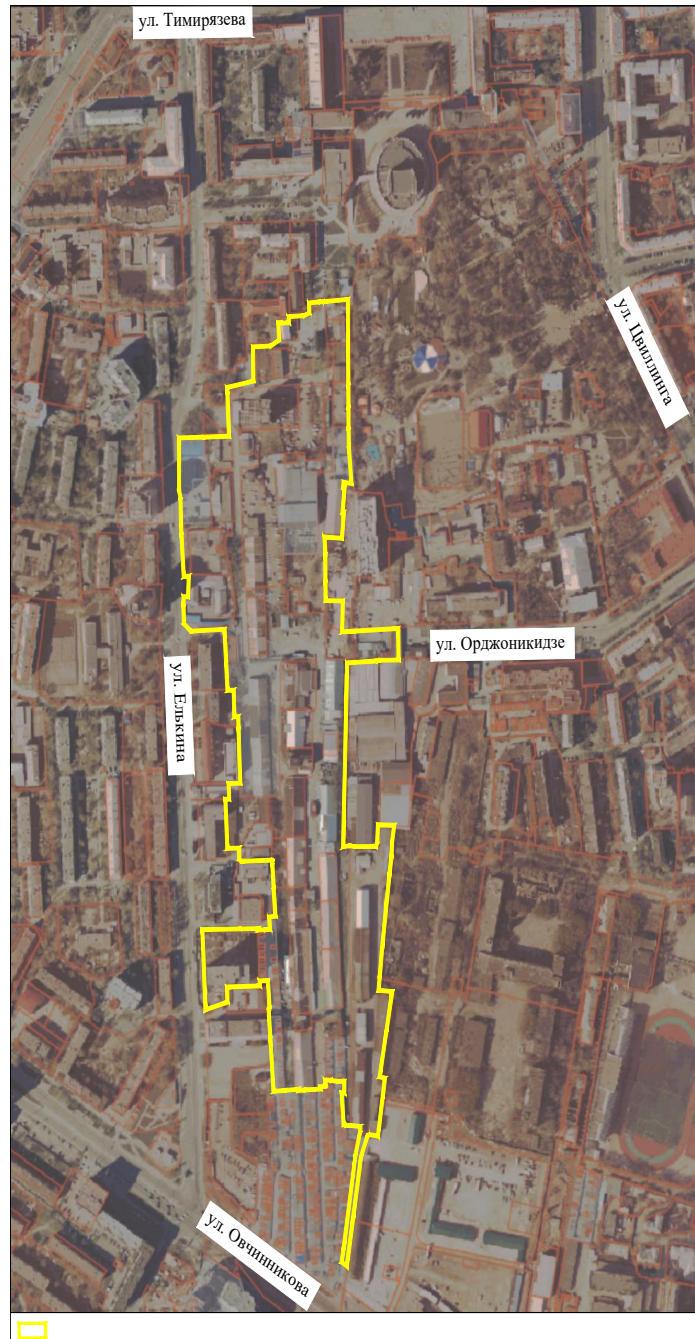 ул. Тимирязева
ул. Цвиллинга
ул. Орджоникидзе
ул. Елькина
ул. Овчинникова